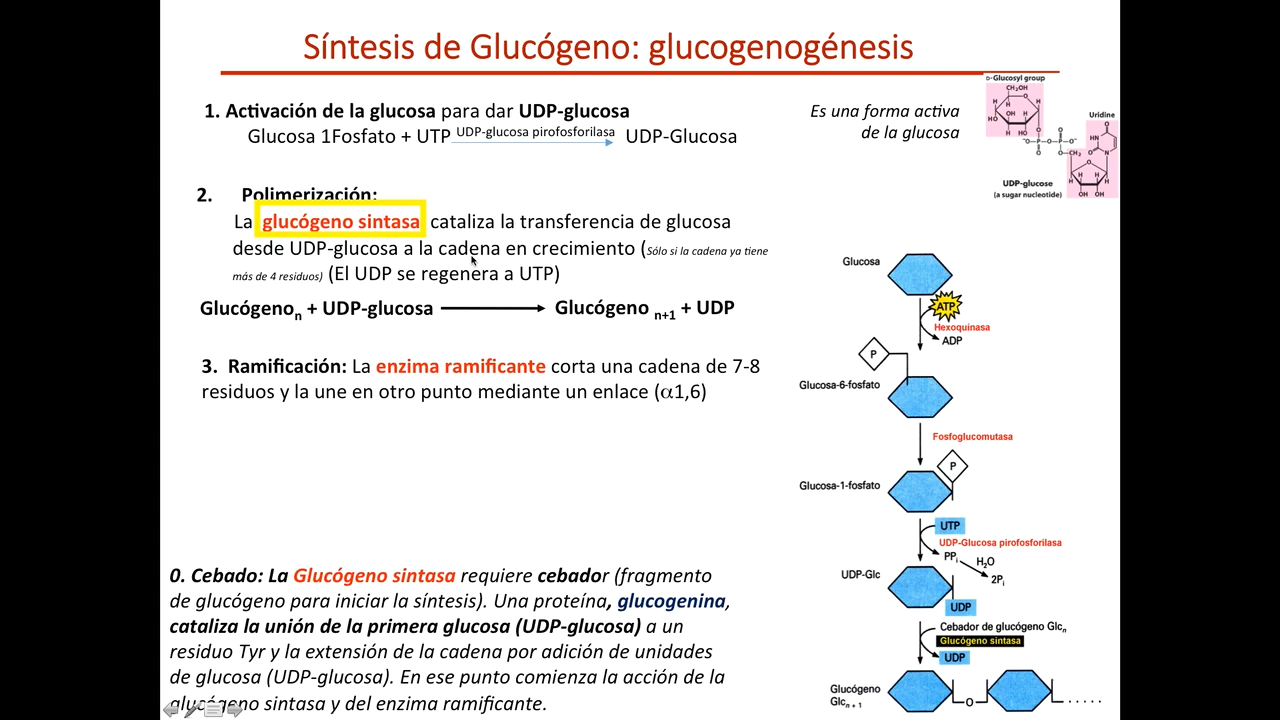 Síntesis de Glucógeno: glucogenogénesis
1. Activación de la glucosa para dar UDP-glucosa
Glucosa 1Fosfato + UTP UDP-glucosa pirofosforilasa UDP-Glucosa
Es una forma activa
de la glucosa
D-Glucosyl group
CH₂OH
H
O
H
H
OH
H
HO
H
HO
O
⁻O—P—O—P—O⁻
O
O
O—CH₂
Uridine
O
HN
O
N
O
H
H
H
H
OH
OH
UDP-glucose
(a sugar nucleotide)
2. Polimerización:
La glucógeno sintasa cataliza la transferencia de glucosa
desde UDP-glucosa a la cadena en crecimiento (Sólo si la cadena ya tiene
más de 4 residuos) (El UDP se regenera a UTP)
Glucógenon + UDP-glucosa Glucógeno n+1 + UDP
3. Ramificación: La enzima ramificante corta una cadena de 7-8
residuos y la une en otro punto mediante un enlace (α1,6)
0. Cebado: La Glucógeno sintasa requiere cebador (fragmento
de glucógeno para iniciar la síntesis). Una proteína, glucogenina,
cataliza la unión de la primera glucosa (UDP-glucosa) a un
residuo Tyr y la extensión de la cadena por adición de unidades
de glucosa (UDP-glucosa). En ese punto comienza la acción de la
glucógeno sintasa y del enzima ramificante.
Glucosa
ATP
Hexoquinasa
ADP
P
Glucosa-6-fosfato
Fosfoglucomutasa
P
Glucosa-1-fosfato
UTP
UDP-Glucosa pirofosforilasa
PPi
H₂O
2Pi
UDP-Glc
UDP
Cebador de glucógeno Glcn
Glucógeno sintasa
UDP
Glucógeno
Glcn + 1
O